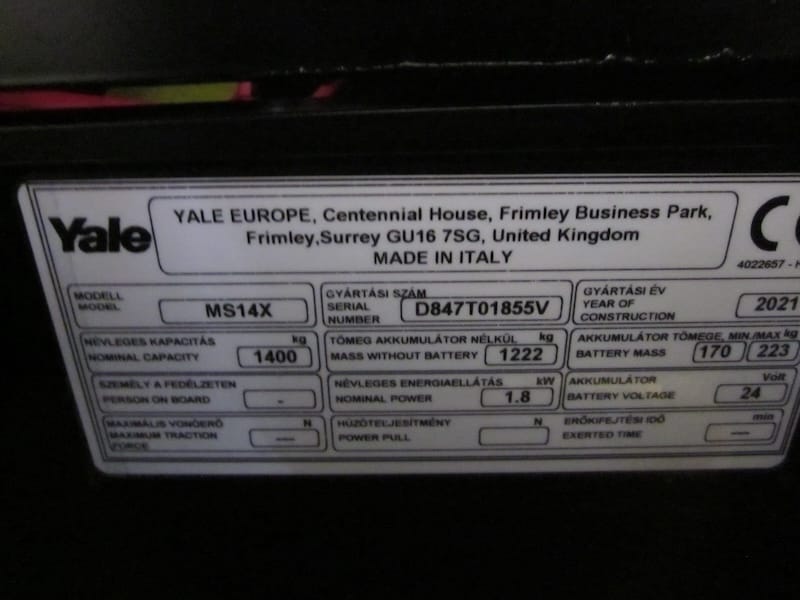 Yale
YALE EUROPE, Centennial House, Frimley Business Park,
Frimley,Surrey GU16 7SG, United Kingdom
MADE IN ITALY
CE
4022657 - H
MODELL
MODEL
MS14X
GYÁRTÁSI SZÁM
SERIAL
NUMBER
D847T01855V
GYÁRTÁSI ÉV
YEAR OF
CONSTRUCTION
2021
NÉVLEGES KAPACITÁS kg
NOMINAL CAPACITY 1400
TÖMEG AKKUMULÁTOR NÉLKÜL kg
MASS WITHOUT BATTERY 1222
AKKUMULÁTOR TÖMEGE, MIN./MAX kg
BATTERY MASS 170 223
SZEMÉLY A FEDÉLZETEN
PERSON ON BOARD -
NÉVLEGES ENERGIAELLÁTÁS kW
NOMINAL POWER 1.8
AKKUMULÁTOR Volt
BATTERY VOLTAGE 24
MAXIMÁLIS VONÓERŐ N
MAXIMUM TRACTION
FORCE ---
HÚZÓTELJESÍTMÉNY N
POWER PULL
ERŐKIFEJTÉSI IDŐ min
EXERTED TIME ---